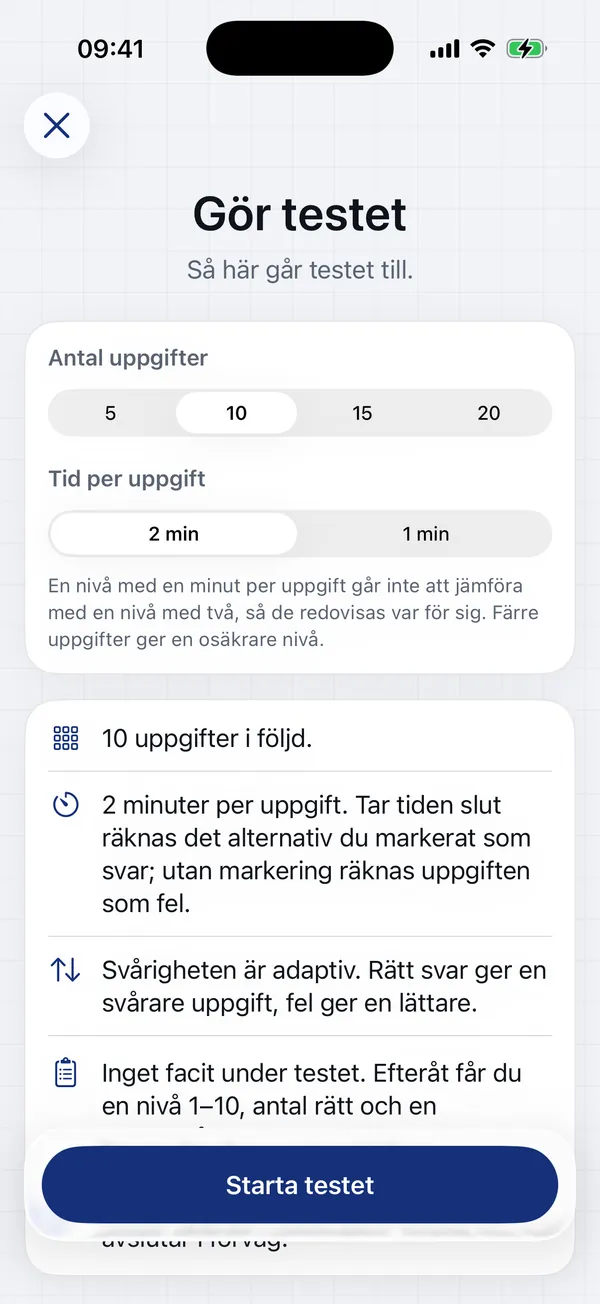 09:41
Gör testet
Så här går testet till.
Antal uppgifter
5 10 15 20
Tid per uppgift
2 min 1 min
En nivå med en minut per uppgift går inte att jämföra
med en nivå med två, så de redovisas var för sig. Färre
uppgifter ger en osäkrare nivå.
10 uppgifter i följd.
2 minuter per uppgift. Tar tiden slut
räknas det alternativ du markerat som
svar; utan markering räknas uppgiften
som fel.
Svårigheten är adaptiv. Rätt svar ger en
svårare uppgift, fel ger en lättare.
Inget facit under testet. Efteråt får du
en nivå 1–10, antal rätt och en
Starta testet
avslutar i förväg.